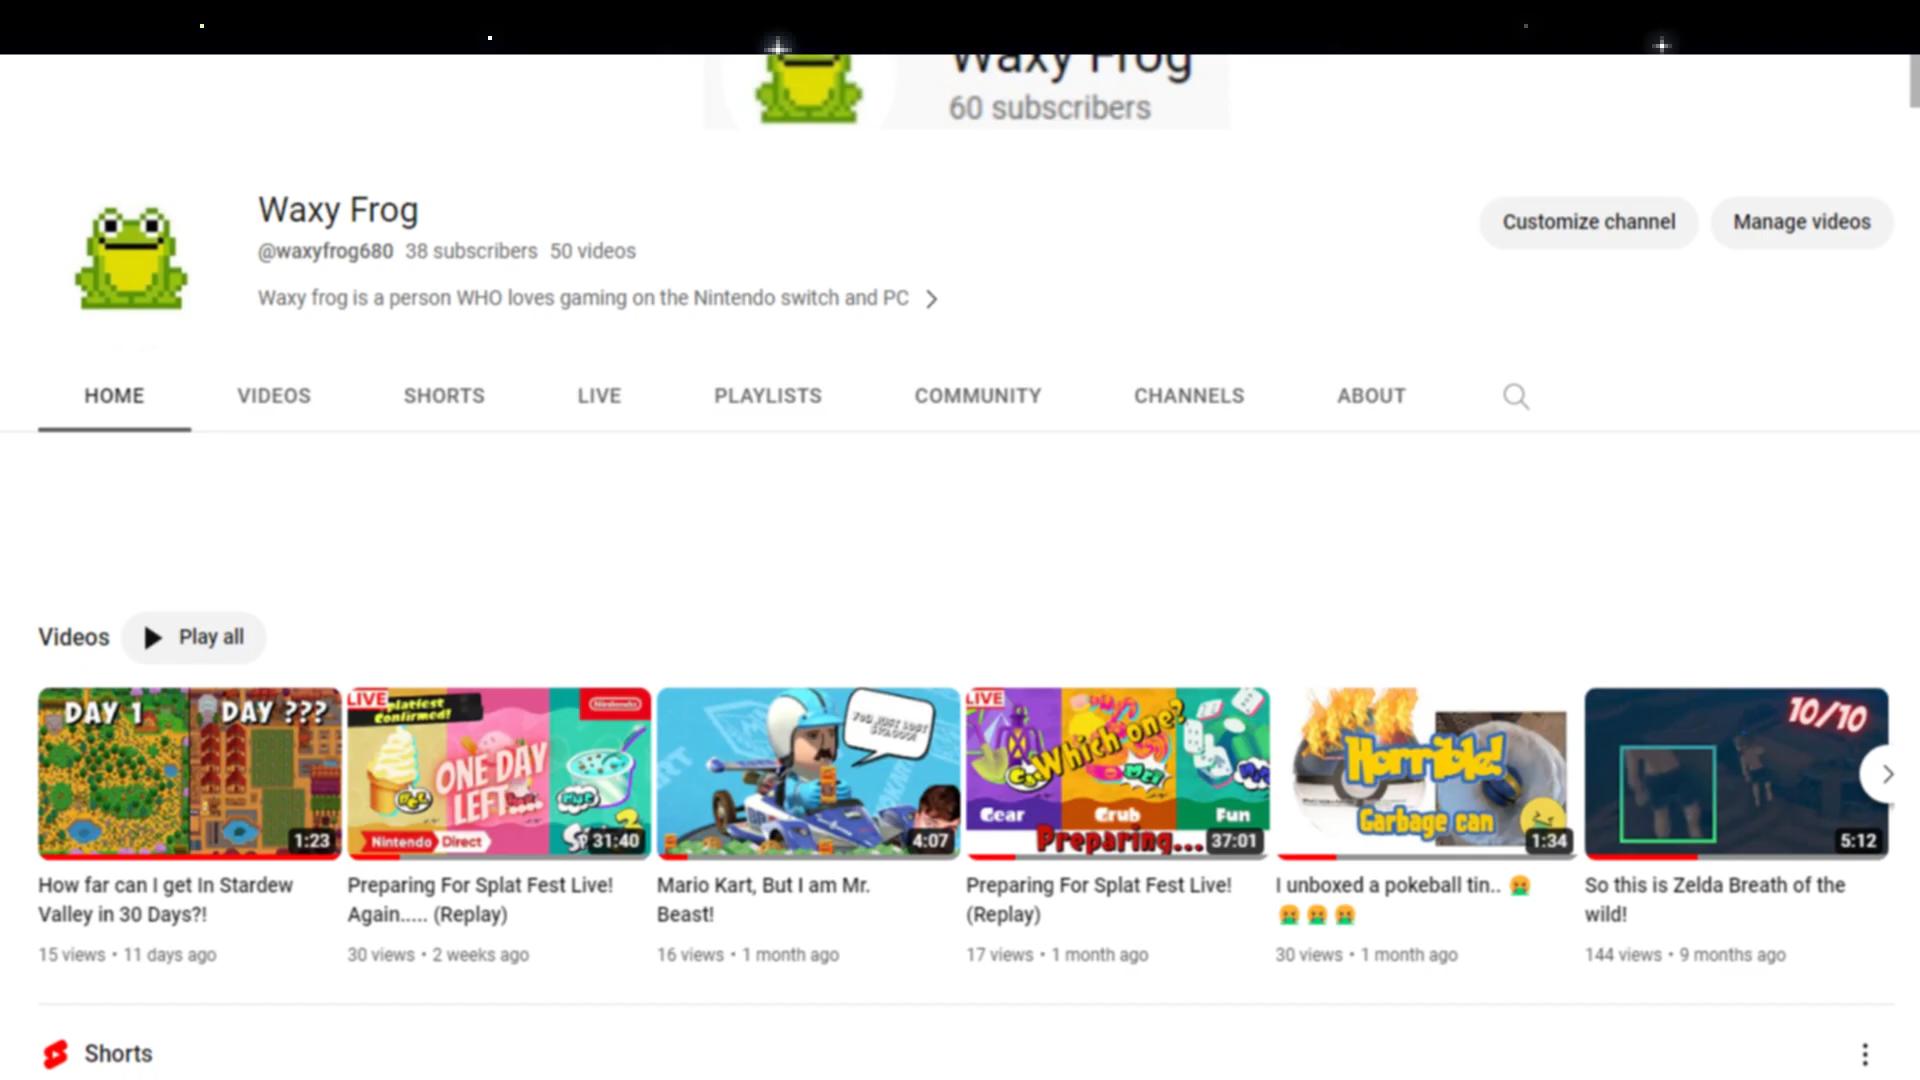 Waxy Frog
60 subscribers
Waxy Frog
@waxyfrog680 38 subscribers 50 videos
Waxy frog is a person WHO loves gaming on the Nintendo switch and PC
Customize channel
Manage videos
HOME VIDEOS SHORTS LIVE PLAYLISTS COMMUNITY CHANNELS ABOUT
Videos
Play all
DAY 1 DAY ???
1:23
LIVE
Splatfest
Confirmed!
Nintendo
ONE DAY
LEFT...
Nintendo Direct
31:40
YOU JUST LOST
4:07
LIVE
Which one?
Gear Grub Fun
Preparing...
37:01
Horrible!
Garbage can
1:34
10/10
5:12
How far can I get In Stardew
Valley in 30 Days?!
15 views • 11 days ago
Preparing For Splat Fest Live!
Again..... (Replay)
30 views • 2 weeks ago
Mario Kart, But I am Mr.
Beast!
16 views • 1 month ago
Preparing For Splat Fest Live!
(Replay)
17 views • 1 month ago
I unboxed a pokeball tin.. 🤮
🤮 🤮 🤮
30 views • 1 month ago
So this is Zelda Breath of the
wild!
144 views • 9 months ago
Shorts